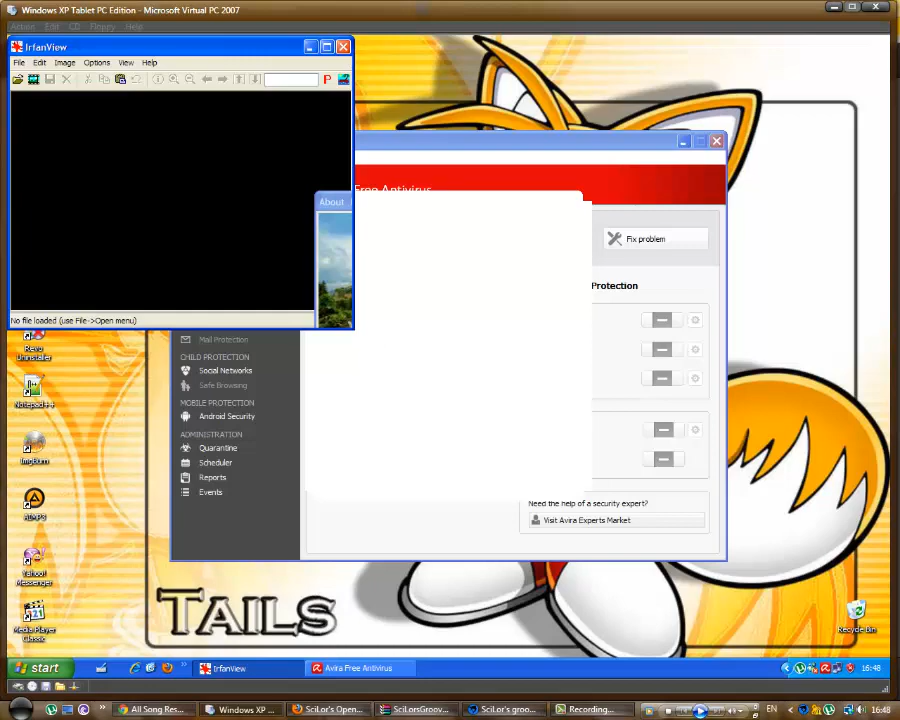 Windows XP Tablet PC Edition - Microsoft Virtual PC 2007
Action Edit CD Floppy Help
IrfanView
File Edit Image Options View Help
P
About
No file loaded (use File->Open menu)
Free Antivirus
Fix problem
Protection
Mail Protection
CHILD PROTECTION
Social Networks
Safe Browsing
MOBILE PROTECTION
Android Security
ADMINISTRATION
Quarantine
Scheduler
Reports
Events
Need the help of a security expert?
Visit Avira Experts Market
Revo
Uninstaller
Notepad++
ImgBurn
AIMP3
Yahoo!
Messenger
Media Player
Classic
TAILS
Recycle Bin
start
IrfanView
Avira Free Antivirus
16:48
All Song Res...
Windows XP ...
SciLor's Open...
SciLorsGroov...
SciLor's groo...
Recording...
EN
16:48